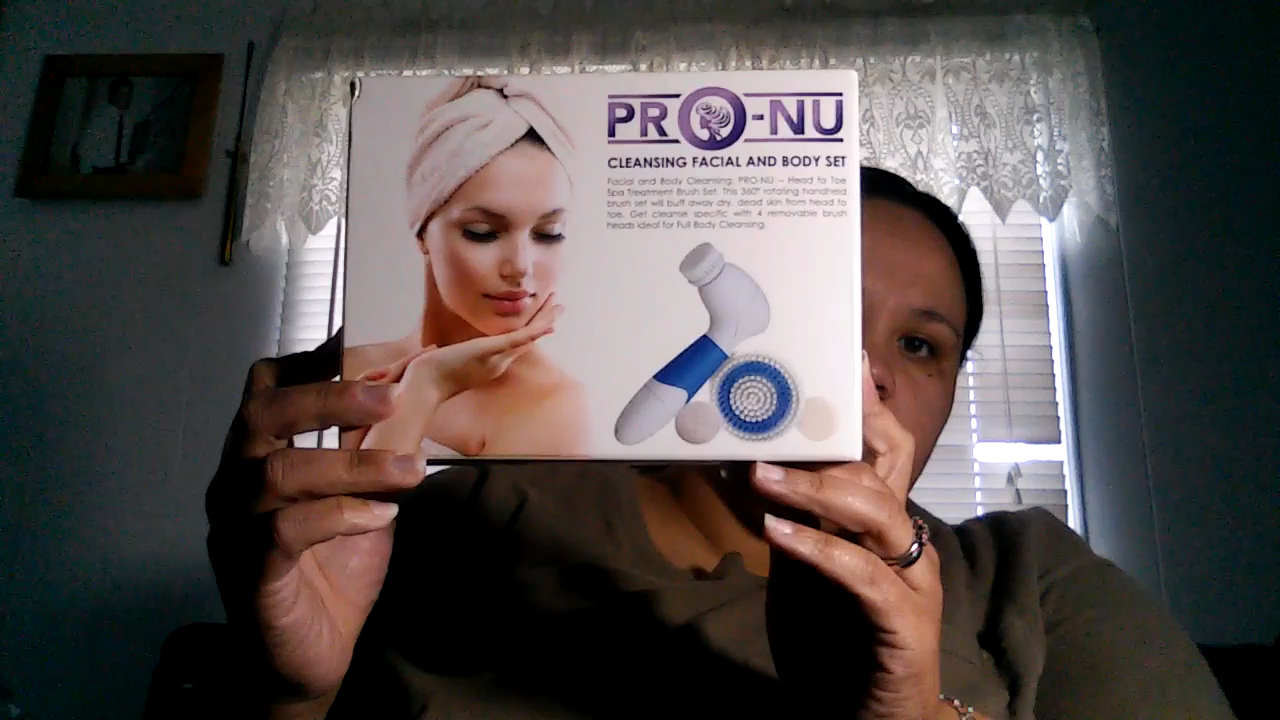 PRO-NU
CLEANSING FACIAL AND BODY SET
Facial and Body Cleansing: PRO-NU – Head to Toe
Spa Treatment Brush Set. This 360° rotating handheld
brush set will buff away dry, dead skin from head to
toe. Get cleanse specific with 4 removable brush
heads ideal for Full Body Cleansing.